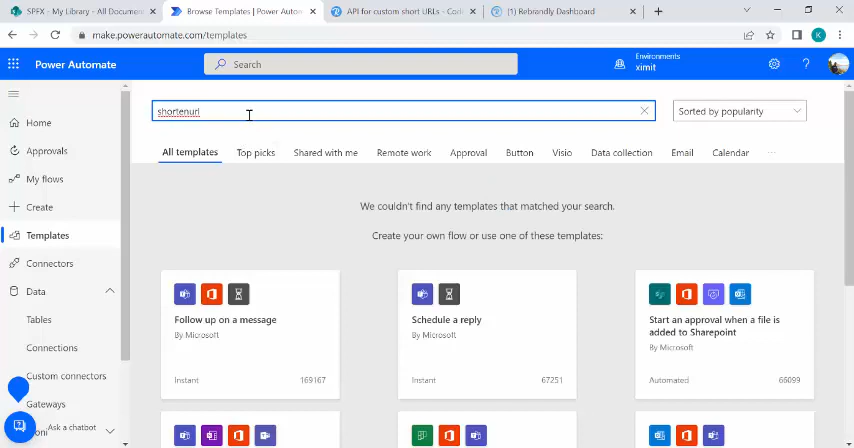 SPFX - My Library - All Document
Browse Templates | Power Automa
API for custom short URLs - Code
(1) Rebrandly Dashboard
make.powerautomate.com/templates
K
Power Automate
Search
Environments
ximit
?
shortenurl
Sorted by popularity
All templates Top picks Shared with me Remote work Approval Button Visio Data collection Email Calendar ...
Home
Approvals
My flows
Create
Templates
Connectors
Data
Tables
Connections
Custom connectors
Gateways
Ask a chatbot
We couldn't find any templates that matched your search.
Create your own flow or use one of these templates:
Follow up on a message
By Microsoft
Instant 169167
Schedule a reply
By Microsoft
Instant 67251
Start an approval when a file is
added to Sharepoint
By Microsoft
Automated 66099